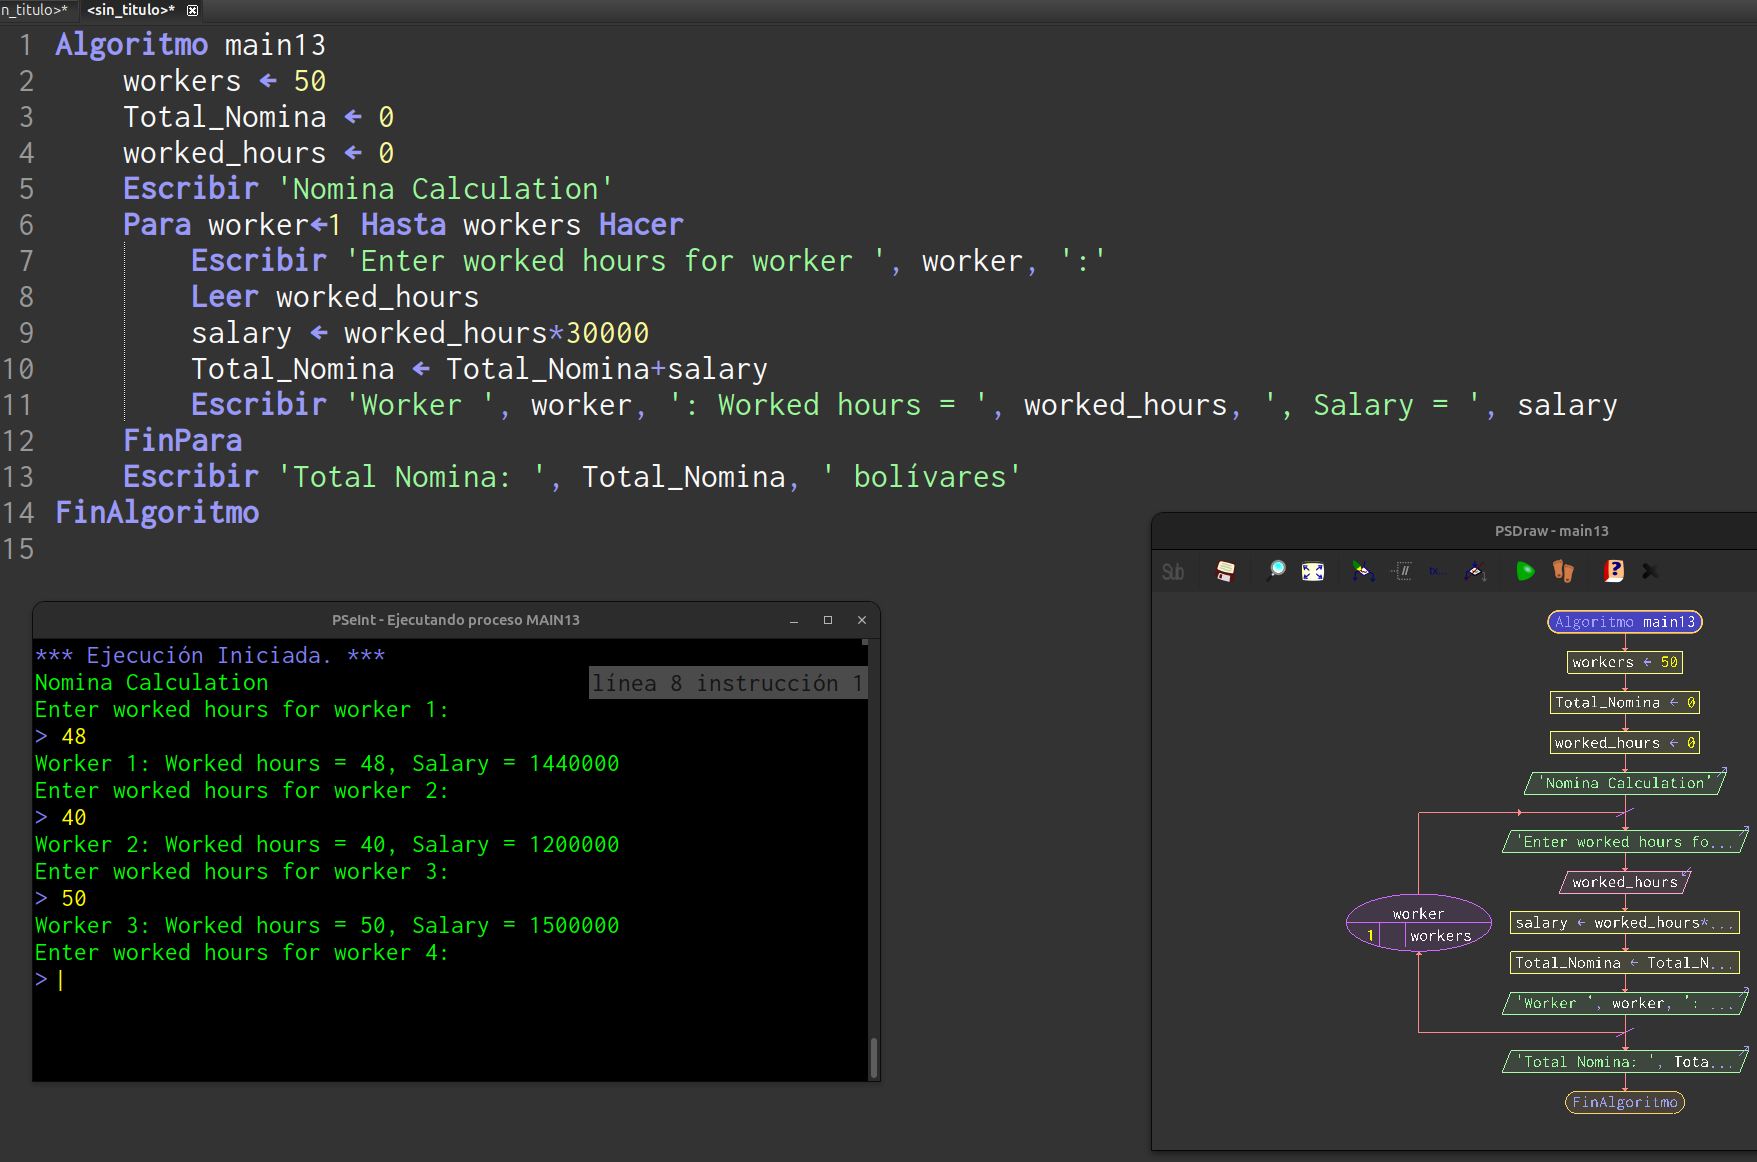 n_titulo>* <sin_titulo>*
1 Algoritmo main13
2 workers ← 50
3 Total_Nomina ← 0
4 worked_hours ← 0
5 Escribir 'Nomina Calculation'
6 Para worker←1 Hasta workers Hacer
7 Escribir 'Enter worked hours for worker ', worker, ':'
8 Leer worked_hours
9 salary ← worked_hours*30000
10 Total_Nomina ← Total_Nomina+salary
11 Escribir 'Worker ', worker, ': Worked hours = ', worked_hours, ', Salary = ', salary
12 FinPara
13 Escribir 'Total Nomina: ', Total_Nomina, ' bolívares'
14 FinAlgoritmo
15
PSeInt - Ejecutando proceso MAIN13
*** Ejecución Iniciada. ***
Nomina Calculation
línea 8 instrucción 1
Enter worked hours for worker 1:
> 48
Worker 1: Worked hours = 48, Salary = 1440000
Enter worked hours for worker 2:
> 40
Worker 2: Worked hours = 40, Salary = 1200000
Enter worked hours for worker 3:
> 50
Worker 3: Worked hours = 50, Salary = 1500000
Enter worked hours for worker 4:
>
PSDraw - main13
Sub
Algoritmo main13
workers ← 50
Total_Nomina ← 0
worked_hours ← 0
'Nomina Calculation'
'Enter worked hours fo...
worked_hours
worker
1 workers
salary ← worked_hours*...
Total_Nomina ← Total_N...
'Worker ', worker, ': ...
'Total Nomina: ', Tota...
FinAlgoritmo